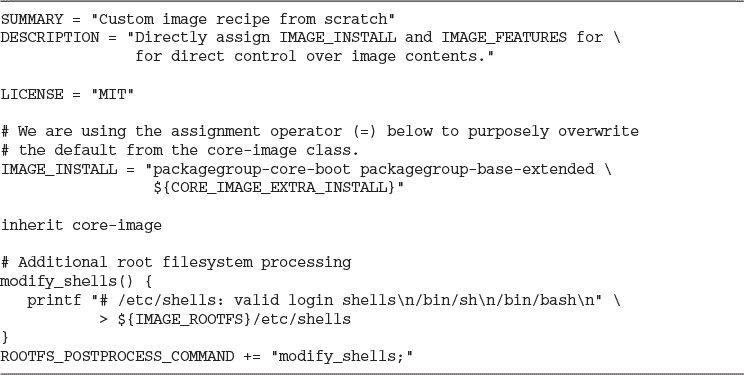 SUMMARY = "Custom image recipe from scratch"
DESCRIPTION = "Directly assign IMAGE_INSTALL and IMAGE_FEATURES for \
               for direct control over image contents."

LICENSE = "MIT"

# We are using the assignment operator (=) below to purposely overwrite
# the default from the core-image class.
IMAGE_INSTALL = "packagegroup-core-boot packagegroup-base-extended \
                 ${CORE_IMAGE_EXTRA_INSTALL}"

inherit core-image

# Additional root filesystem processing
modify_shells() {
   printf "# /etc/shells: valid login shells\n/bin/sh\n/bin/bash\n" \
           > ${IMAGE_ROOTFS}/etc/shells
}
ROOTFS_POSTPROCESS_COMMAND += "modify_shells;"